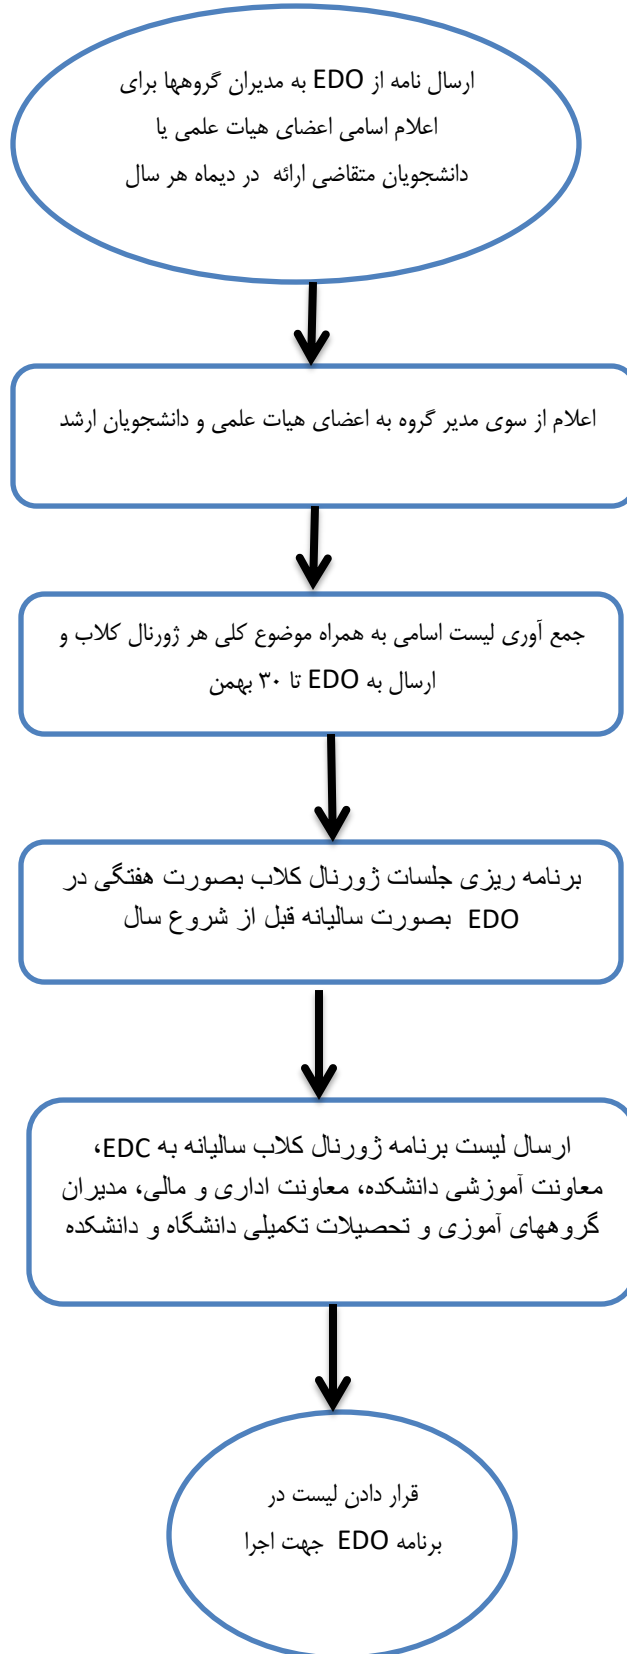 ارسال نامه از EDO به مدیران گروهها برای
اعلام اسامی اعضای هیات علمی یا
دانشجویان متقاضی ارائه در دیماه هر سال
اعلام از سوی مدیر گروه به اعضای هیات علمی و دانشجویان ارشد
جمع آوری لیست اسامی به همراه موضوع کلی هر ژورنال کلاب و
ارسال به EDO تا ۳۰ بهمن
برنامه ریزی جلسات ژورنال کلاب بصورت هفتگی در
EDO بصورت سالیانه قبل از شروع سال
ارسال لیست برنامه ژورنال کلاب سالیانه به EDC،
معاونت آموزشی دانشکده، معاونت اداری و مالی، مدیران
گروههای آموزی و تحصیلات تکمیلی دانشگاه و دانشکده
قرار دادن لیست در
برنامه EDO جهت اجرا